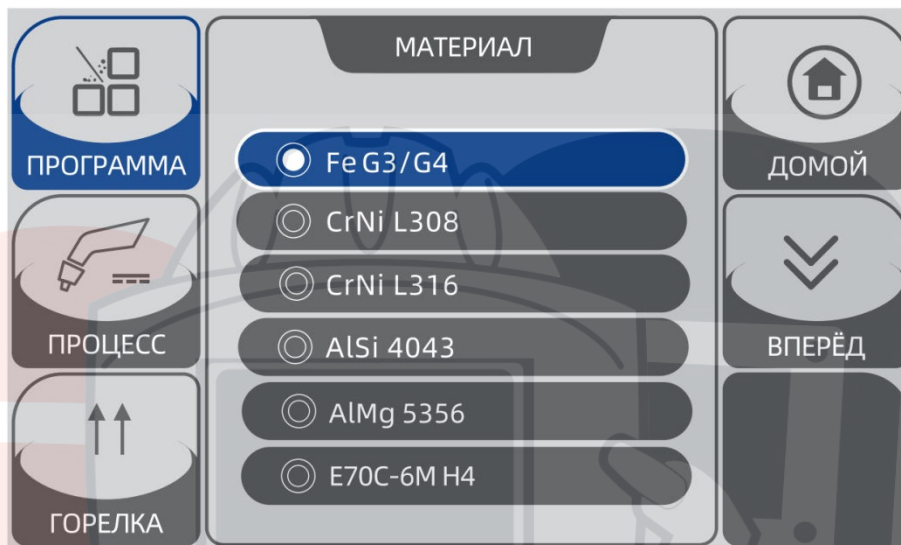 МАТЕРИАЛ
ПРОГРАММА
ПРОЦЕСС
ГОРЕЛКА
Fe G3/G4
CrNi L308
CrNi L316
AlSi 4043
AlMg 5356
E70C-6M H4
ДОМОЙ
ВПЕРЁД